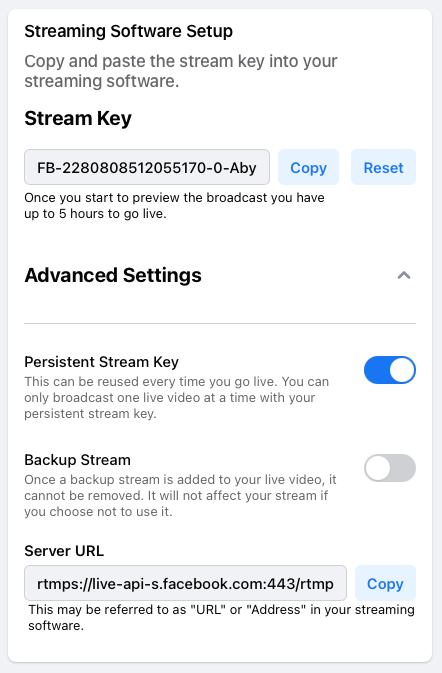 Streaming Software Setup
Copy and paste the stream key into your
streaming software.
Stream Key
FB-2280808512055170-0-Aby
Copy
Reset
Once you start to preview the broadcast you have
up to 5 hours to go live.
Advanced Settings
Persistent Stream Key
This can be reused every time you go live. You can
only broadcast one live video at a time with your
persistent stream key.
Backup Stream
Once a backup stream is added to your live video, it
cannot be removed. It will not affect your stream if
you choose not to use it.
Server URL
rtmps://live-api-s.facebook.com:443/rtmp
Copy
This may be referred to as "URL" or "Address" in your streaming
software.